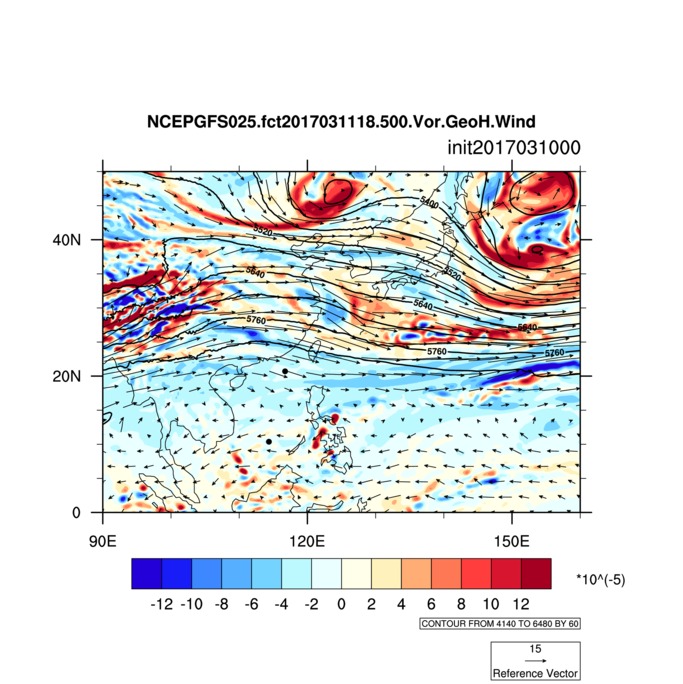 NCEPGFS025.fct2017031118.500.Vor.GeoH.Wind
init2017031000
5400
5520
40N
5520
5640
5640
5760
5640
5760
5760
20N
0
90E 120E 150E
-12 -10 -8 -6 -4 -2 0 2 4 6 8 10 12 *10^(-5)
CONTOUR FROM 4140 TO 6480 BY 60
15
Reference Vector